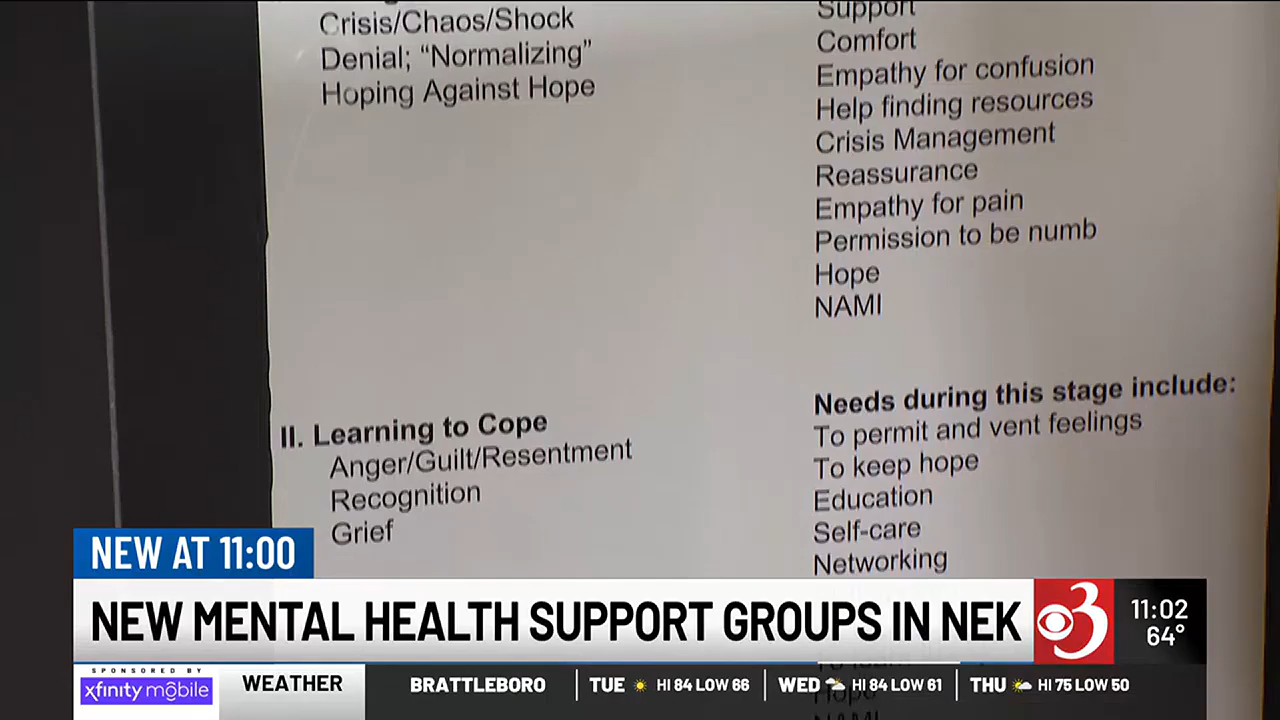 Crisis/Chaos/Shock
Denial; “Normalizing”
Hoping Against Hope
Support
Comfort
Empathy for confusion
Help finding resources
Crisis Management
Reassurance
Empathy for pain
Permission to be numb
Hope
NAMI
II. Learning to Cope
Anger/Guilt/Resentment
Recognition
Grief
Needs during this stage include:
To permit and vent feelings
To keep hope
Education
Self-care
Networking
NEW AT 11:00
NEW MENTAL HEALTH SUPPORT GROUPS IN NEK
3
11:02
64°
SPONSORED BY
xfinity mobile
WEATHER
BRATTLEBORO
TUE HI 84 LOW 66
WED HI 84 LOW 61
THU HI 75 LOW 50
Hope
NAMI